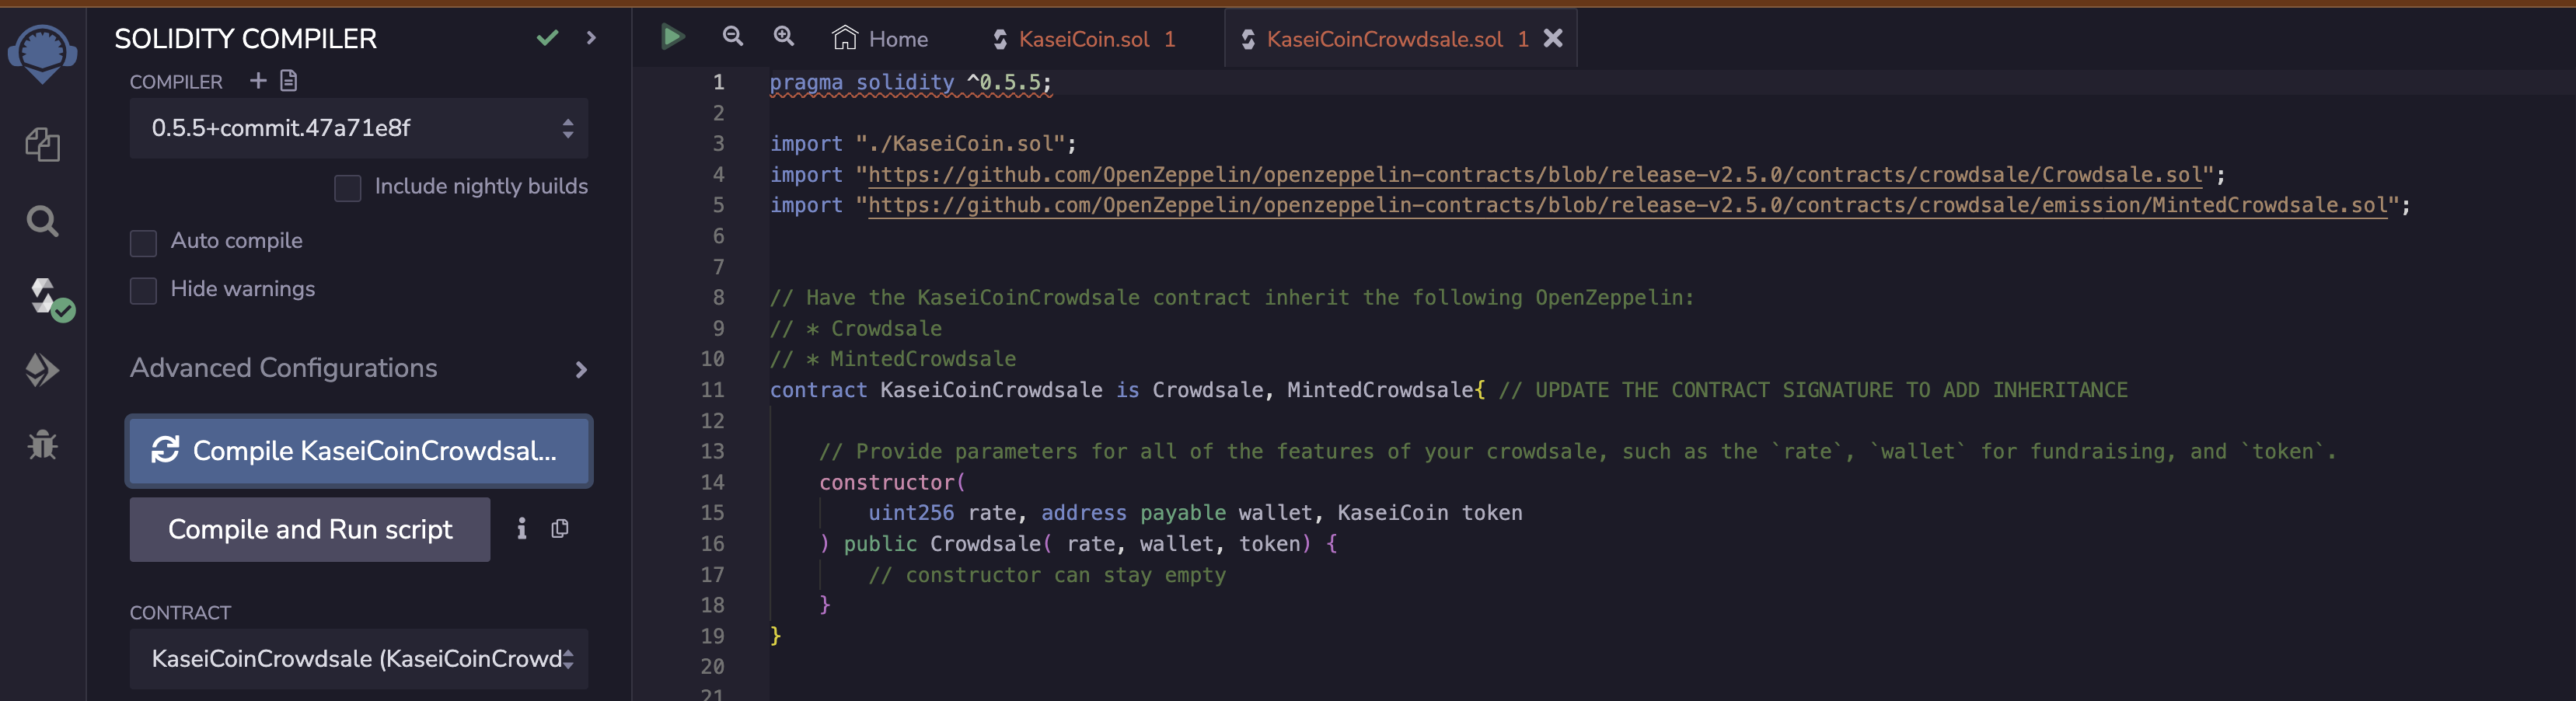 SOLIDITY COMPILER
COMPILER
0.5.5+commit.47a71e8f
Include nightly builds
Auto compile
Hide warnings
Advanced Configurations
Compile KaseiCoinCrowdsal...
Compile and Run script
CONTRACT
KaseiCoinCrowdsale (KaseiCoinCrowd
Home
KaseiCoin.sol 1
KaseiCoinCrowdsale.sol 1
1 pragma solidity ^0.5.5;
2
3 import "./KaseiCoin.sol";
4 import "https://github.com/OpenZeppelin/openzeppelin-contracts/blob/release-v2.5.0/contracts/crowdsale/Crowdsale.sol";
5 import "https://github.com/OpenZeppelin/openzeppelin-contracts/blob/release-v2.5.0/contracts/crowdsale/emission/MintedCrowdsale.sol";
6
7
8 // Have the KaseiCoinCrowdsale contract inherit the following OpenZeppelin:
9 // * Crowdsale
10 // * MintedCrowdsale
11 contract KaseiCoinCrowdsale is Crowdsale, MintedCrowdsale{ // UPDATE THE CONTRACT SIGNATURE TO ADD INHERITANCE
12
13 // Provide parameters for all of the features of your crowdsale, such as the `rate`, `wallet` for fundraising, and `token`.
14 constructor(
15 uint256 rate, address payable wallet, KaseiCoin token
16 ) public Crowdsale( rate, wallet, token) {
17 // constructor can stay empty
18 }
19 }
20
21